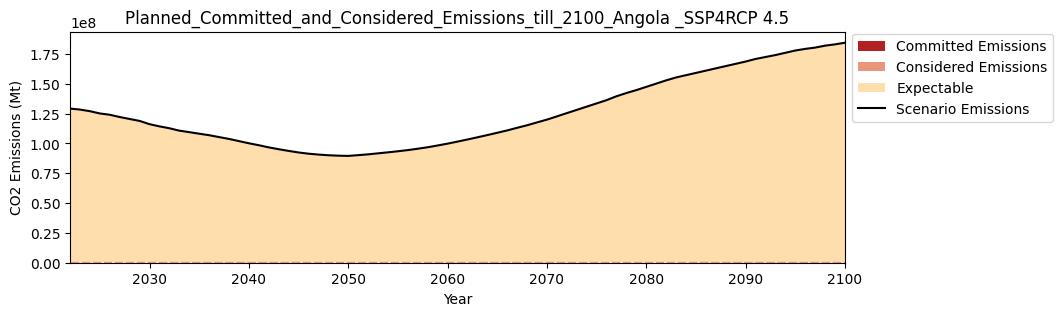 Planned_Committed_and_Considered_Emissions_till_2100_Angola _SSP4RCP 4.5
1e8
1.75
1.50
1.25
1.00
0.75
0.50
0.25
0.00
CO2 Emissions (Mt)
2030 2040 2050 2060 2070 2080 2090 2100
Year
Committed Emissions
Considered Emissions
Expectable
Scenario Emissions